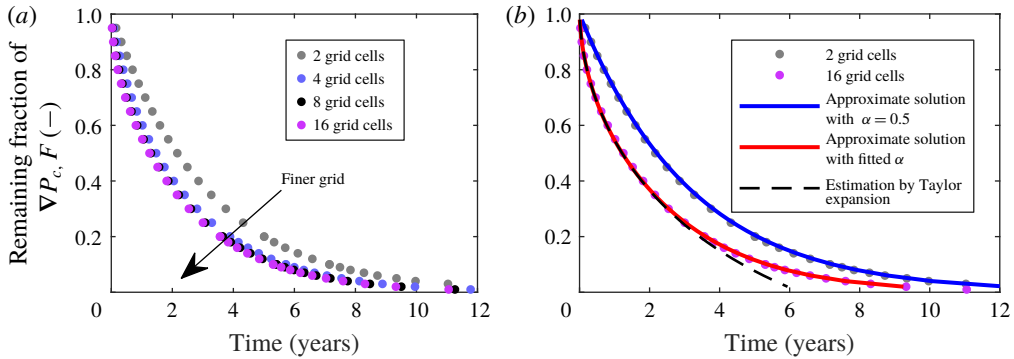 (a)
Remaining fraction of
∇P_c, F (−)
1.0
0.8
0.6
0.4
0.2
0
2
4
6
8
10
12
Time (years)
2 grid cells
4 grid cells
8 grid cells
16 grid cells
Finer grid
(b)
1.0
0.8
0.6
0.4
0.2
0
2
4
6
8
10
12
Time (years)
2 grid cells
16 grid cells
Approximate solution
with α = 0.5
Approximate solution
with fitted α
Estimation by Taylor
expansion